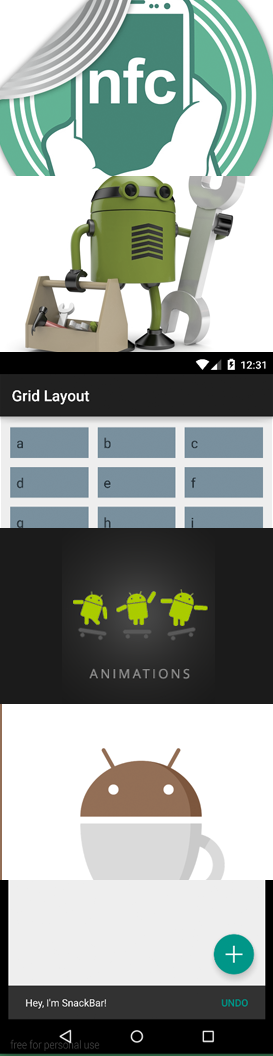 nfc
12:31
Grid Layout
a b c
d e f
g h i
ANIMATIONS
Hey, I'm SnackBar! UNDO
free for personal use